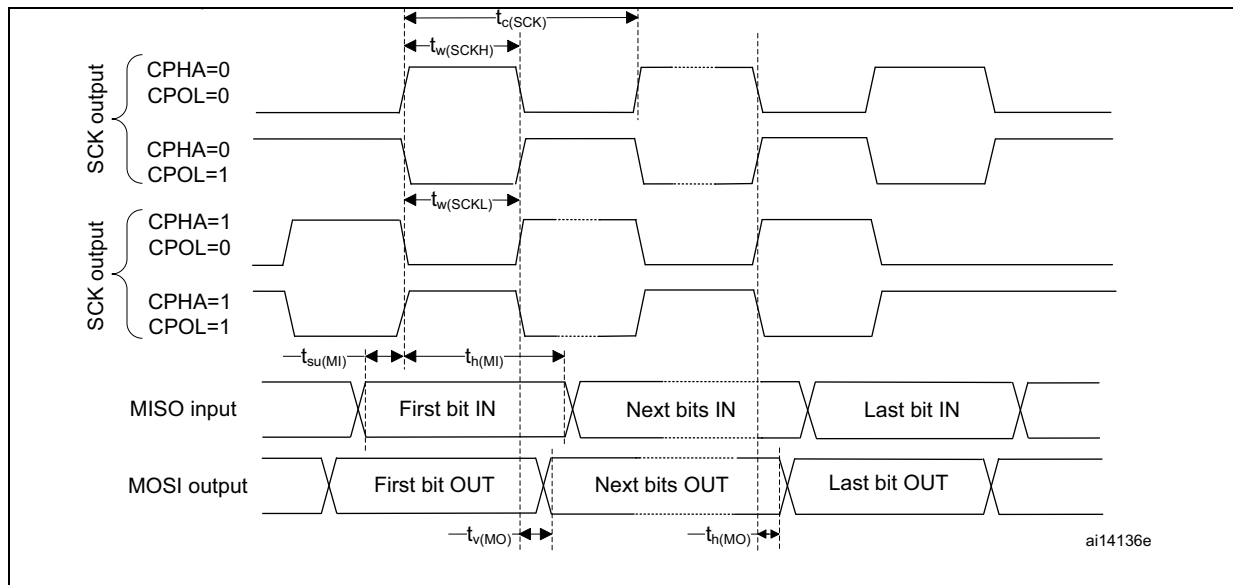 tc(SCK)
tw(SCKH)
SCK output
CPHA=0
CPOL=0
CPHA=0
CPOL=1
tw(SCKL)
SCK output
CPHA=1
CPOL=0
CPHA=1
CPOL=1
tsu(MI)
th(MI)
MISO input
First bit IN
Next bits IN
Last bit IN
MOSI output
First bit OUT
Next bits OUT
Last bit OUT
tv(MO)
th(MO)
ai14136e